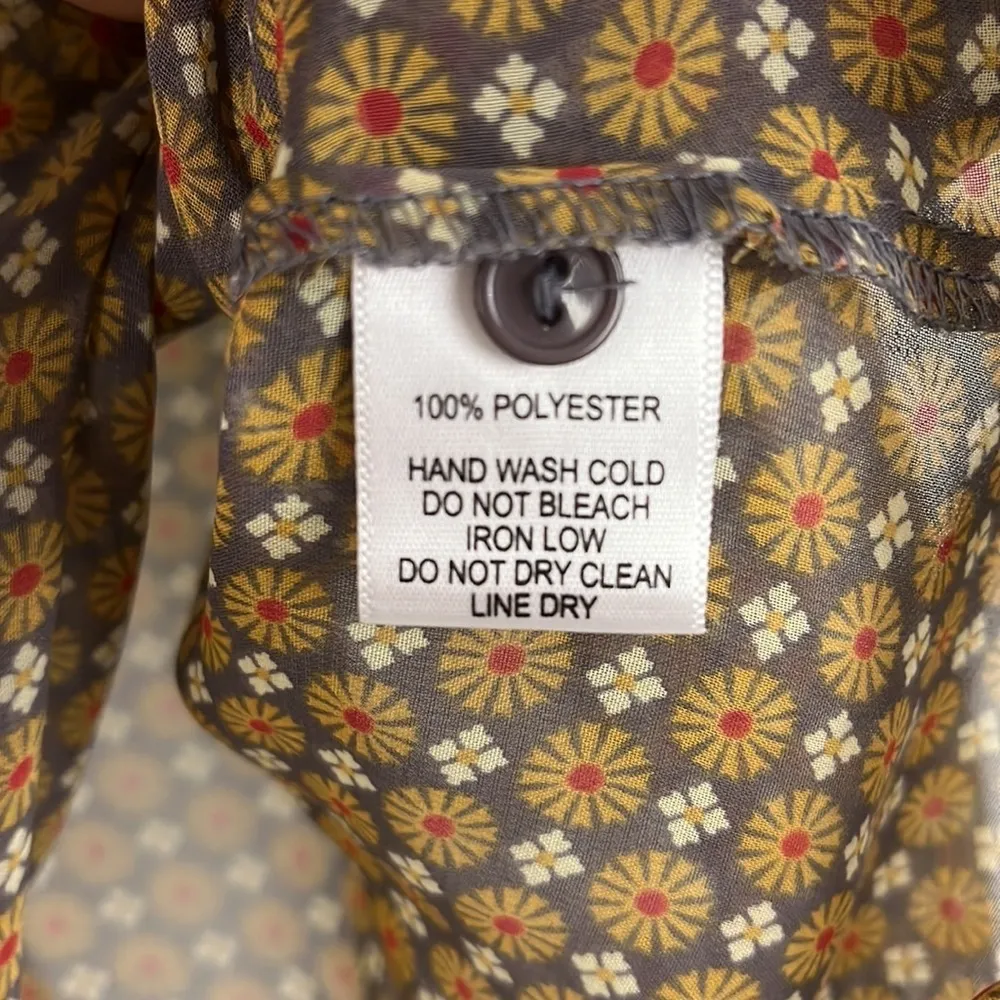 100% POLYESTER
HAND WASH COLD
DO NOT BLEACH
IRON LOW
DO NOT DRY CLEAN
LINE DRY